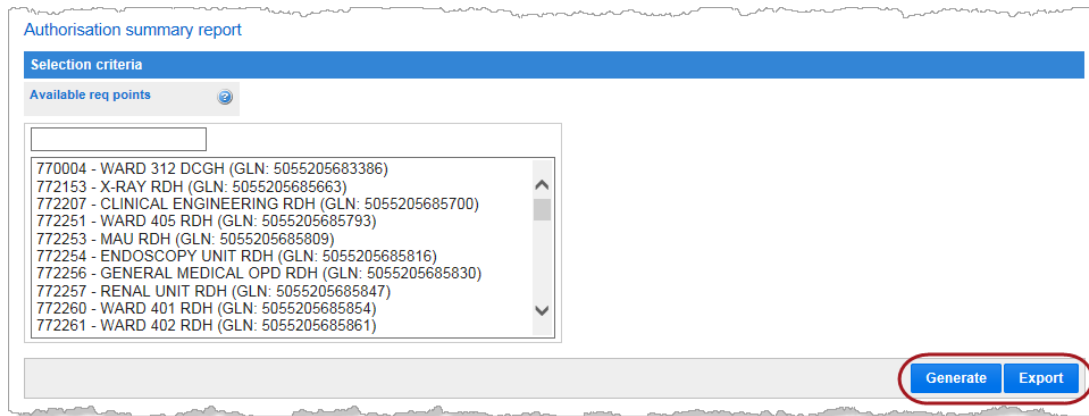 Authorisation summary report
Selection criteria
Available req points
770004 - WARD 312 DCGH (GLN: 5055205683386)
772153 - X-RAY RDH (GLN: 5055205685663)
772207 - CLINICAL ENGINEERING RDH (GLN: 5055205685700)
772251 - WARD 405 RDH (GLN: 5055205685793)
772253 - MAU RDH (GLN: 5055205685809)
772254 - ENDOSCOPY UNIT RDH (GLN: 5055205685816)
772256 - GENERAL MEDICAL OPD RDH (GLN: 5055205685830)
772257 - RENAL UNIT RDH (GLN: 5055205685847)
772260 - WARD 401 RDH (GLN: 5055205685854)
772261 - WARD 402 RDH (GLN: 5055205685861)
Generate Export